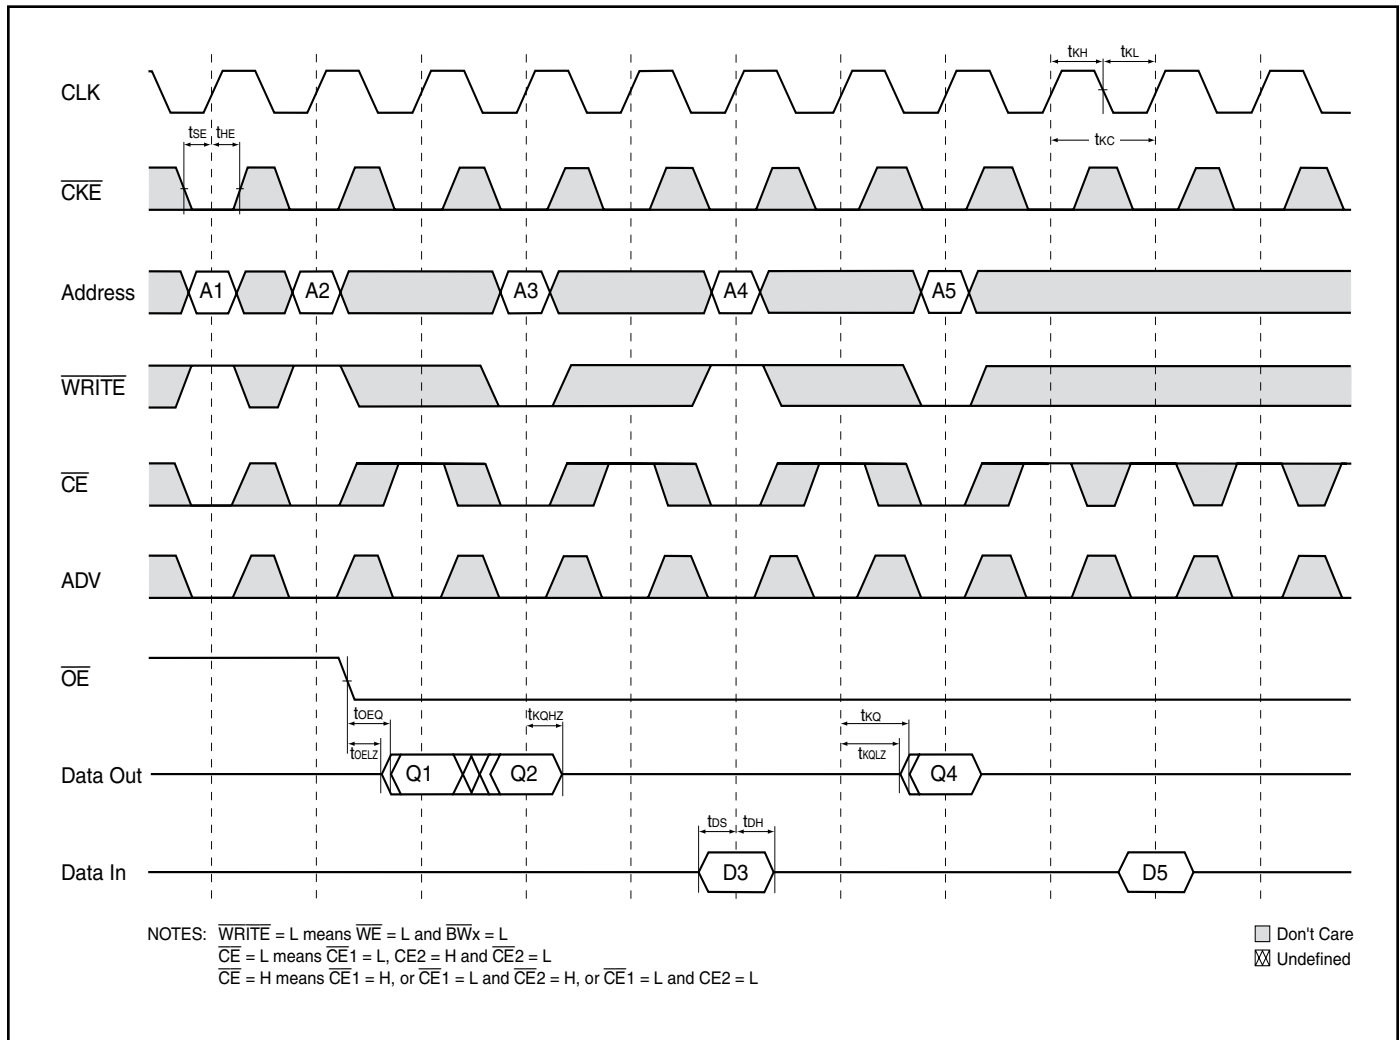 tKH tKL
CLK
tSE tHE
tKC
CKE
Address A1 A2 A3 A4 A5
WRITE
CE
ADV
OE
tOEQ tKQHZ tKQ
tOELZ tKQLZ
Data Out Q1 Q2 Q4
tDS tDH
Data In D3 D5
NOTES: WRITE = L means WE = L and BWx = L
CE = L means CE1 = L, CE2 = H and CE2 = L
CE = H means CE1 = H, or CE1 = L and CE2 = H, or CE1 = L and CE2 = L
Don't Care
Undefined